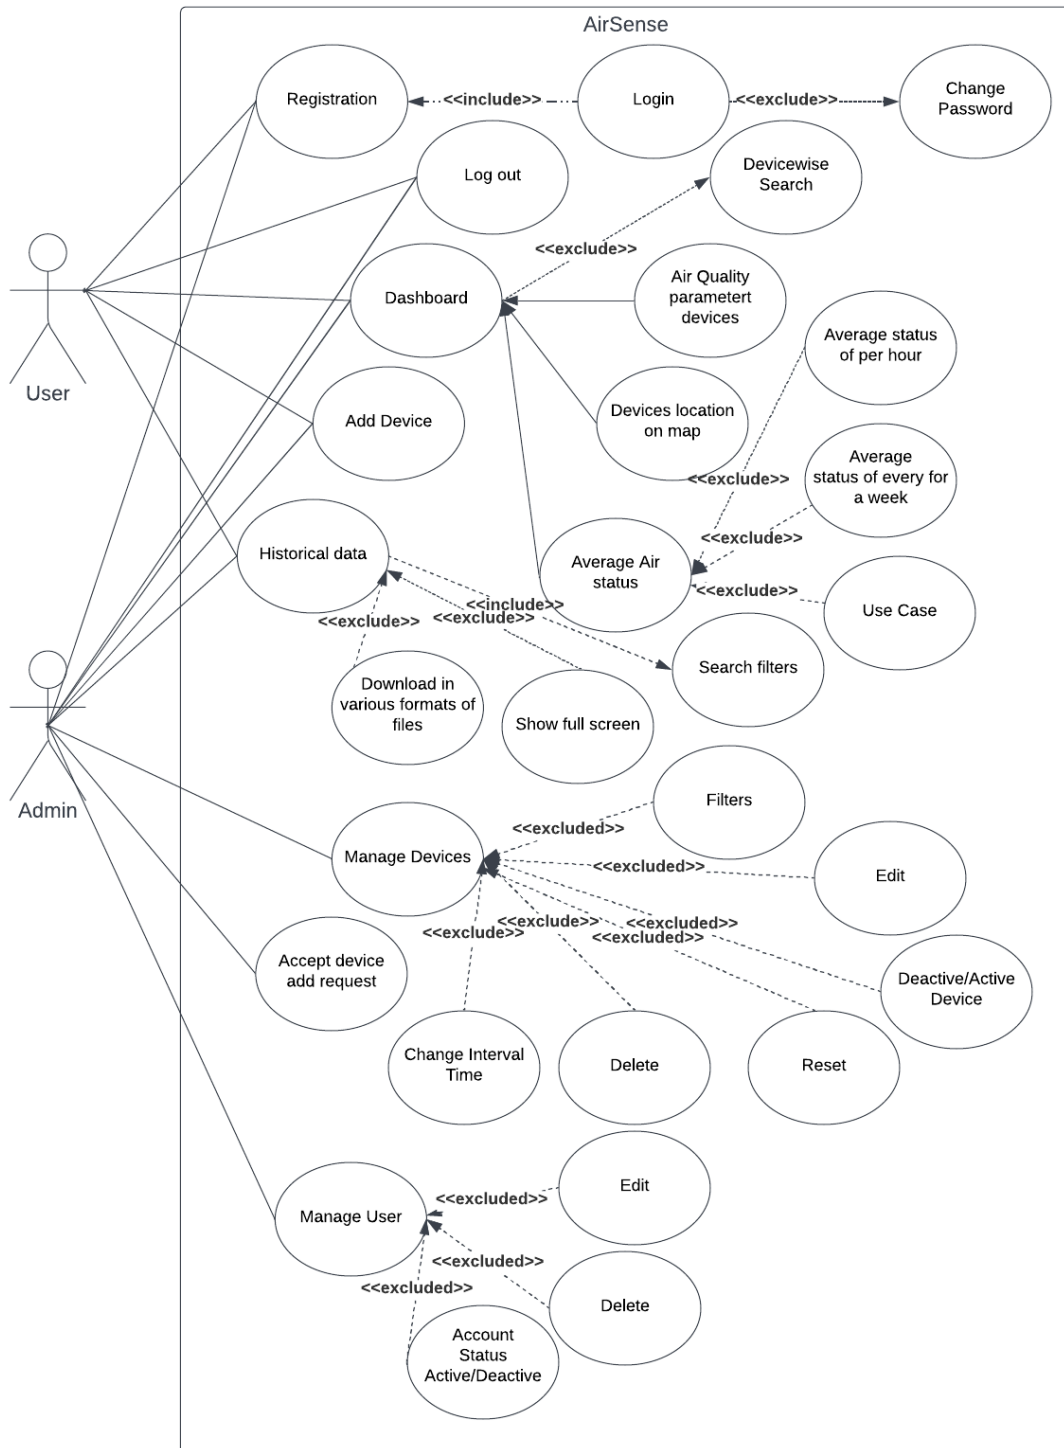 AirSense
Registration
<<include>>
Login
<<exclude>>
Change
Password
Log out
Devicewise
Search
<<exclude>>
User
Dashboard
Air Quality
parametert
devices
Average status
of per hour
Add Device
Devices location
on map
<<exclude>>
Average
status of every for
a week
<<exclude>>
Historical data
Average Air
status
<<exclude>>
Use Case
<<include>>
<<exclude>>
<<exclude>>
Search filters
Download in
various formats of
files
Show full screen
Admin
Filters
<<excluded>>
Manage Devices
<<excluded>>
Edit
<<exclude>>
<<exclude>>
<<excluded>>
<<excluded>>
Accept device
add request
Deactive/Active
Device
Change Interval
Time
Delete
Reset
Manage User
<<excluded>>
Edit
<<excluded>>
<<excluded>>
Delete
Account
Status
Active/Deactive